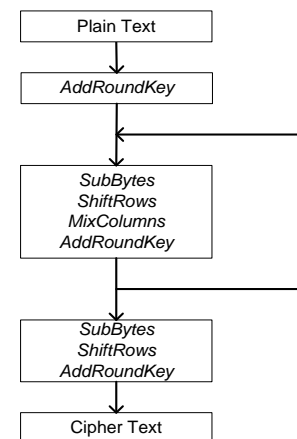 Plain Text
AddRoundKey
SubBytes
ShiftRows
MixColumns
AddRoundKey
SubBytes
ShiftRows
AddRoundKey
Cipher Text